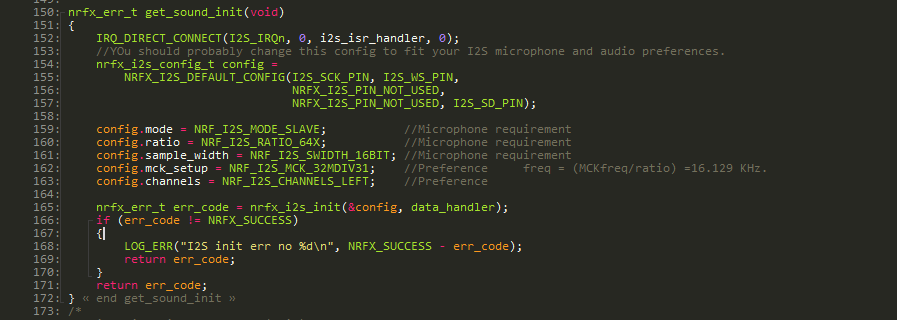 150: nrfx_err_t get_sound_init(void)
151: {
152:     IRQ_DIRECT_CONNECT(I2S_IRQn, 0, i2s_isr_handler, 0);
153:     //YOu should probably change this config to fit your I2S microphone and audio preferences.
154:     nrfx_i2s_config_t config =
155:         NRFX_I2S_DEFAULT_CONFIG(I2S_SCK_PIN, I2S_WS_PIN,
156:                                 NRFX_I2S_PIN_NOT_USED,
157:                                 NRFX_I2S_PIN_NOT_USED, I2S_SD_PIN);
158:
159:     config.mode = NRF_I2S_MODE_SLAVE;           //Microphone requirement
160:     config.ratio = NRF_I2S_RATIO_64X;           //Microphone requirement
161:     config.sample_width = NRF_I2S_SWIDTH_16BIT; //Microphone requirement
162:     config.mck_setup = NRF_I2S_MCK_32MDIV31;    //Preference     freq = (MCKfreq/ratio) =16.129 KHz.
163:     config.channels = NRF_I2S_CHANNELS_LEFT;    //Preference
164:
165:     nrfx_err_t err_code = nrfx_i2s_init(&config, data_handler);
166:     if (err_code != NRFX_SUCCESS)
167:     {
168:         LOG_ERR("I2S init err no %d\n", NRFX_SUCCESS - err_code);
169:         return err_code;
170:     }
171:     return err_code;
172: } « end get_sound_init »
173: /*